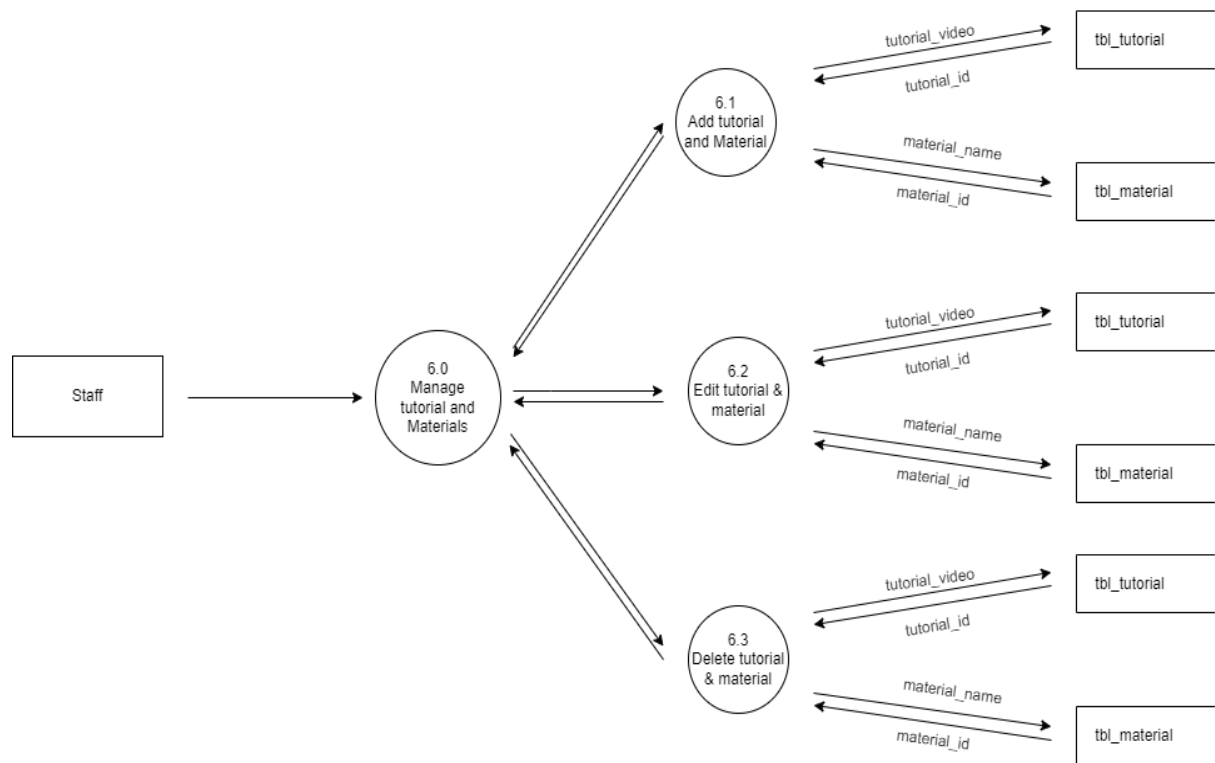 tutorial_video
tbl_tutorial
tutorial_id
6.1
Add tutorial
and Material
material_name
tbl_material
material_id
tutorial_video
tbl_tutorial
tutorial_id
Staff
6.0
Manage
tutorial and
Materials
6.2
Edit tutorial &
material
material_name
tbl_material
material_id
tutorial_video
tbl_tutorial
tutorial_id
6.3
Delete tutorial
& material
material_name
tbl_material
material_id